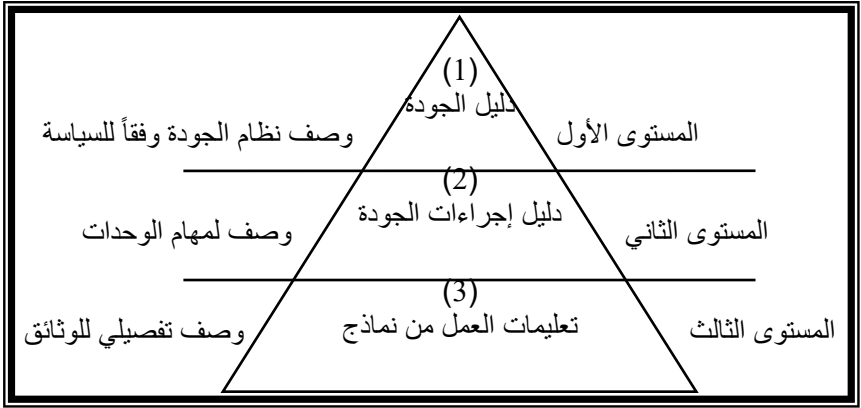 (1)
دليل الجودة
المستوى الأول
وصف نظام الجودة وفقاً للسياسة
(2)
دليل إجراءات الجودة
المستوى الثاني
وصف لمهام الوحدات
(3)
تعليمات العمل من نماذج
المستوى الثالث
وصف تفصيلي للوثائق